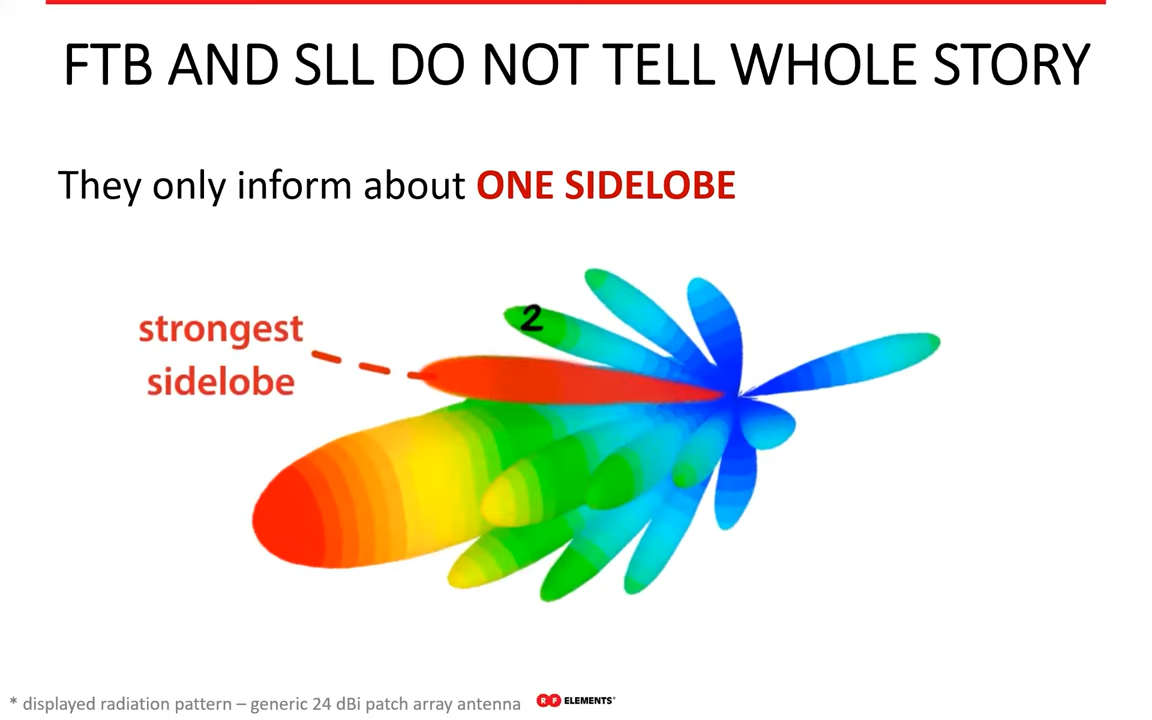 FTB AND SLL DO NOT TELL WHOLE STORY
They only inform about ONE SIDELOBE
2
strongest
sidelobe
* displayed radiation pattern – generic 24 dBi patch array antenna
RF ELEMENTS®